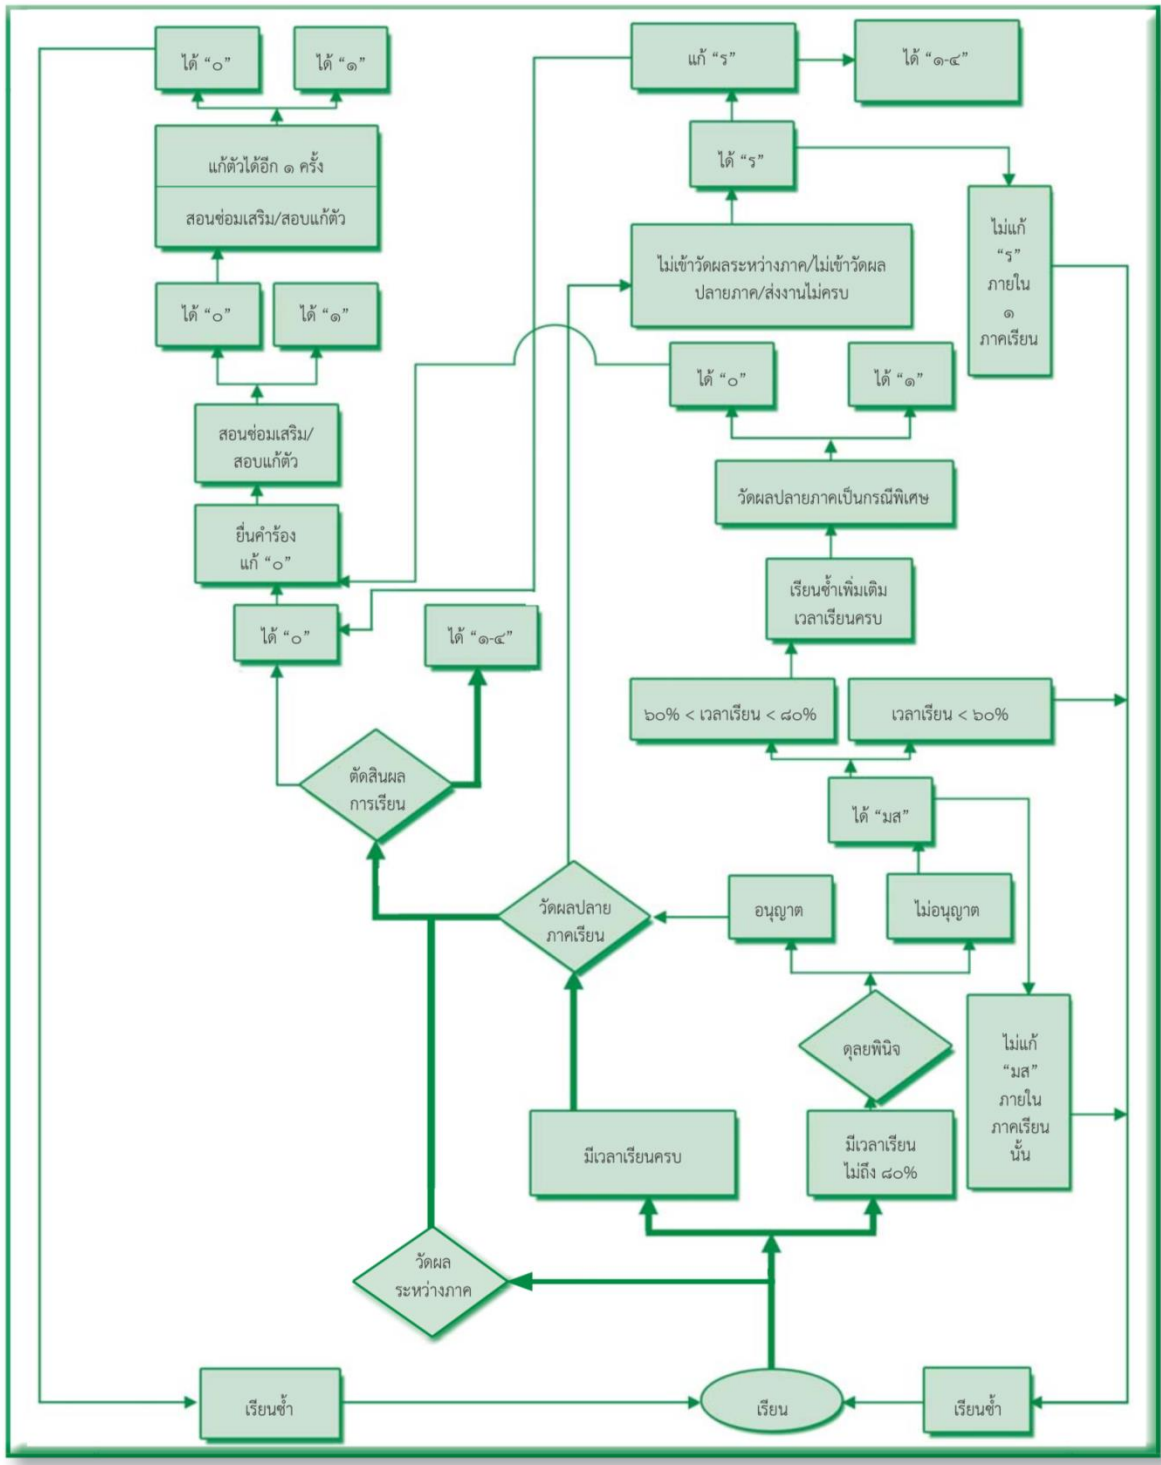 ได้ “๐”
ได้ “๑”
แก้ “ร”
ได้ “๑-๔”
แก้ตัวได้อีก ๑ ครั้ง
สอนซ่อมเสริม/สอบแก้ตัว
ได้ “ร”
ไม่แก้
“ร”
ภายใน
๑
ภาคเรียน
ไม่เข้าวัดผลระหว่างภาค/ไม่เข้าวัดผล
ปลายภาค/ส่งงานไม่ครบ
ได้ “๐”
ได้ “๑”
ได้ “๐”
ได้ “๑”
สอนซ่อมเสริม/
สอบแก้ตัว
วัดผลปลายภาคเป็นกรณีพิเศษ
ยื่นคำร้อง
แก้ “๐”
เรียนซ้ำเพิ่มเติม
เวลาเรียนครบ
ได้ “๐”
ได้ “๑-๔”
๖๐% < เวลาเรียน < ๘๐%
เวลาเรียน < ๖๐%
ตัดสินผล
การเรียน
ได้ “มส”
วัดผลปลาย
ภาคเรียน
อนุญาต
ไม่อนุญาต
ดุลยพินิจ
ไม่แก้
“มส”
ภายใน
ภาคเรียน
นั้น
มีเวลาเรียนครบ
มีเวลาเรียน
ไม่ถึง ๘๐%
วัดผล
ระหว่างภาค
เรียนซ้ำ
เรียน
เรียนซ้ำ